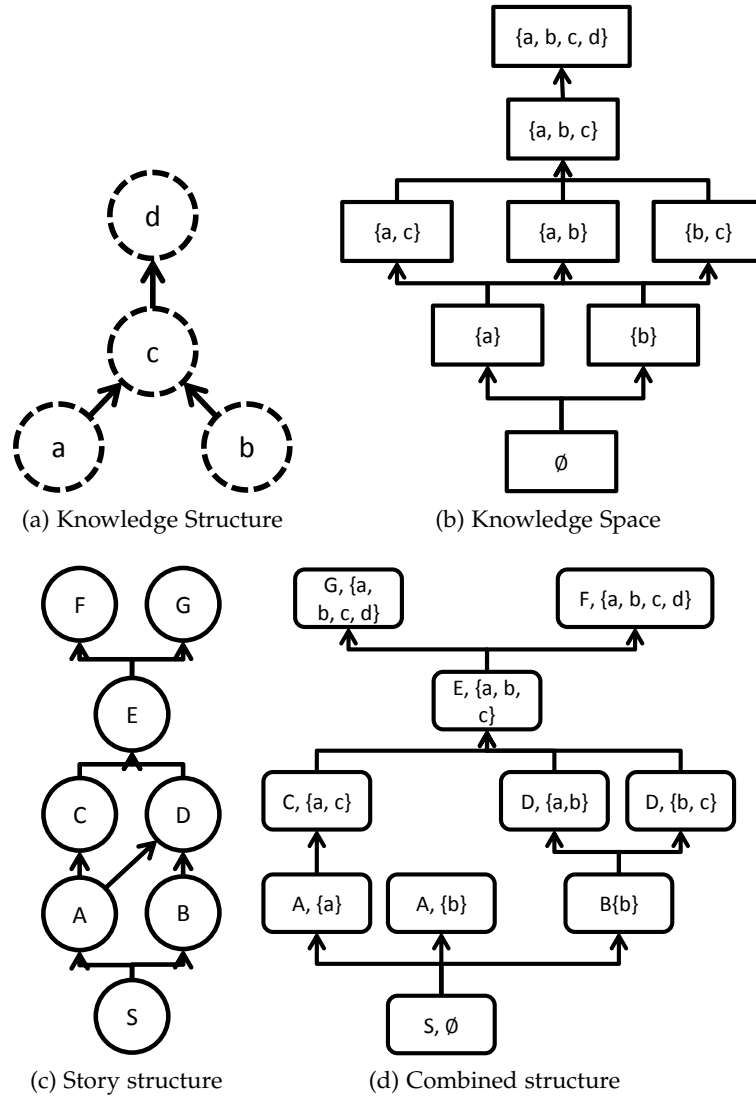 d
c
a
b
(a) Knowledge Structure
{a, b, c, d}
{a, b, c}
{a, c}
{a, b}
{b, c}
{a}
{b}
∅
(b) Knowledge Space
F
G
E
C
D
A
B
S
(c) Story structure
G, {a,
b, c, d}
F, {a, b, c, d}
E, {a, b,
c}
C, {a, c}
D, {a,b}
D, {b, c}
A, {a}
A, {b}
B{b}
S, ∅
(d) Combined structure